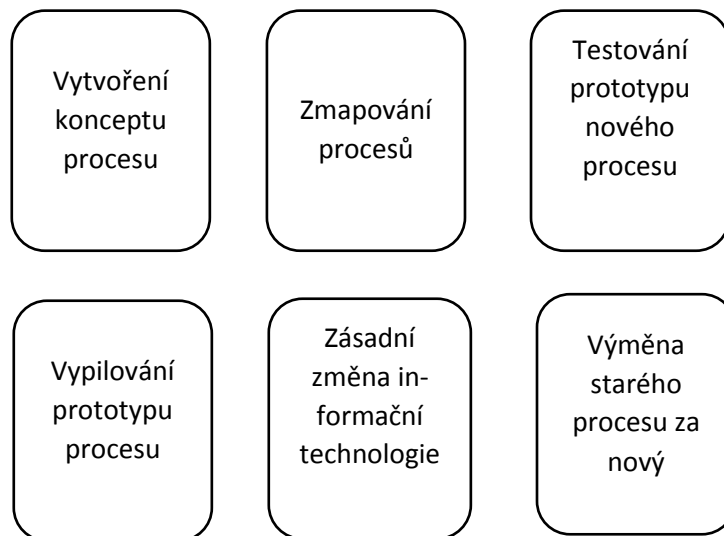 Vytvoření
konceptu
procesu
Zmapování
procesů
Testování
prototypu
nového
procesu
Vypilování
prototypu
procesu
Zásadní
změna in-
formační
technologie
Výměna
starého
procesu za
nový